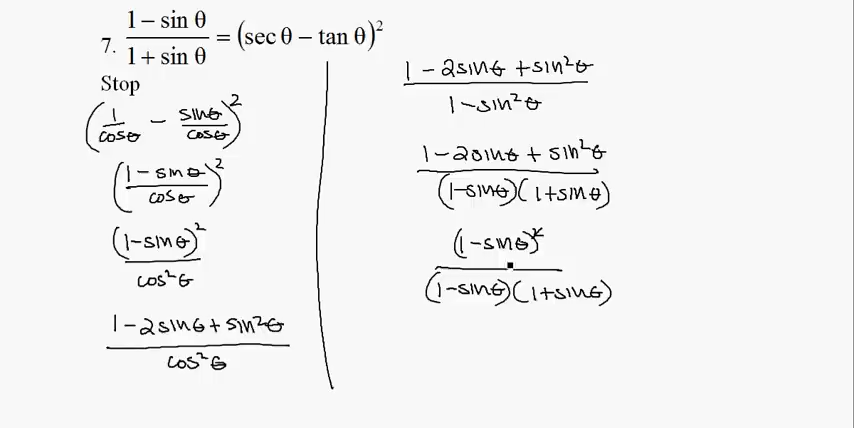 7. (1 − sin θ)/(1 + sin θ) = (sec θ − tan θ)²
Stop
(1/cosθ − sinθ/cosθ)²
((1 − sinθ)/cosθ)²
(1−sinθ)²/cos²θ
(1 − 2sinθ + sin²θ)/cos²θ
(1 − 2sinθ + sin²θ)/(1 − sin²θ)
(1 − 2sinθ + sin²θ)/((1−sinθ)(1+sinθ))
(1−sinθ)²/((1−sinθ)(1+sinθ))